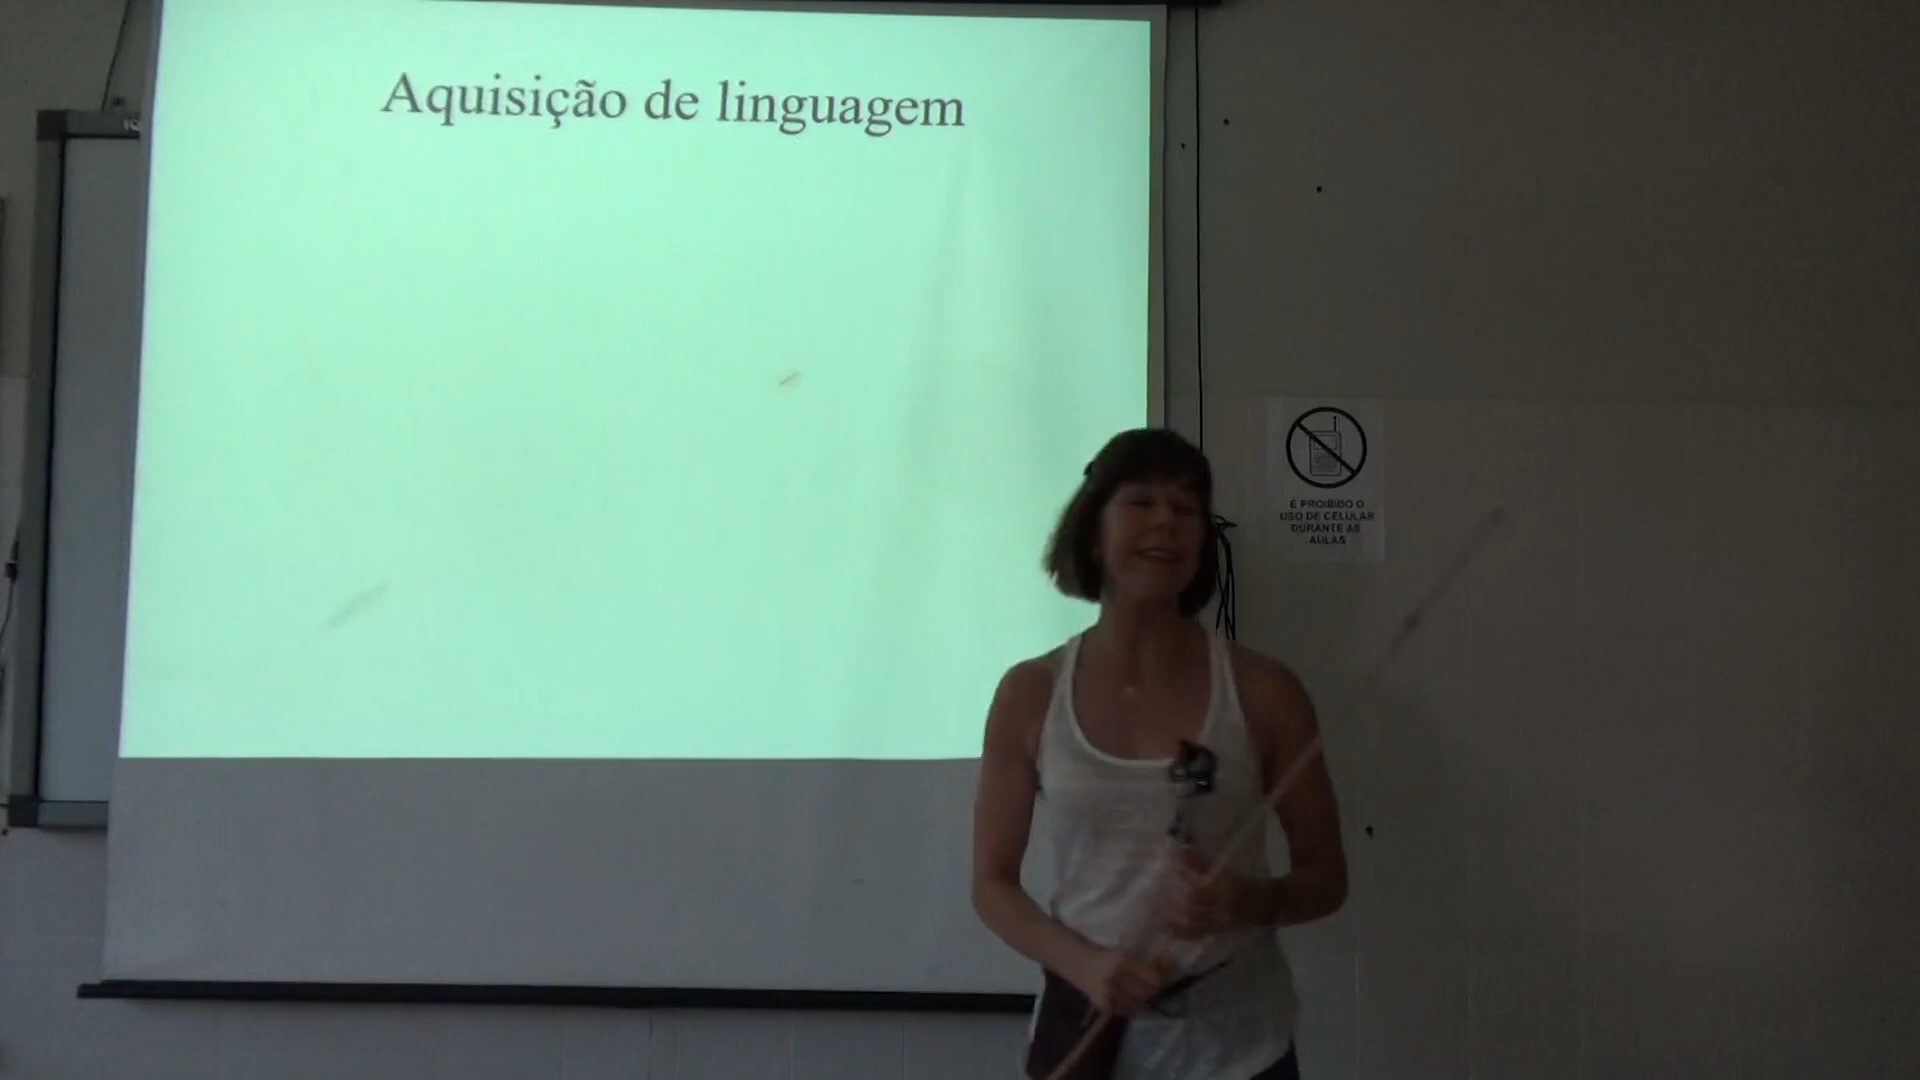 Aquisição de linguagem
É PROIBIDO O
USO DE CELULAR
DURANTE AS
AULAS